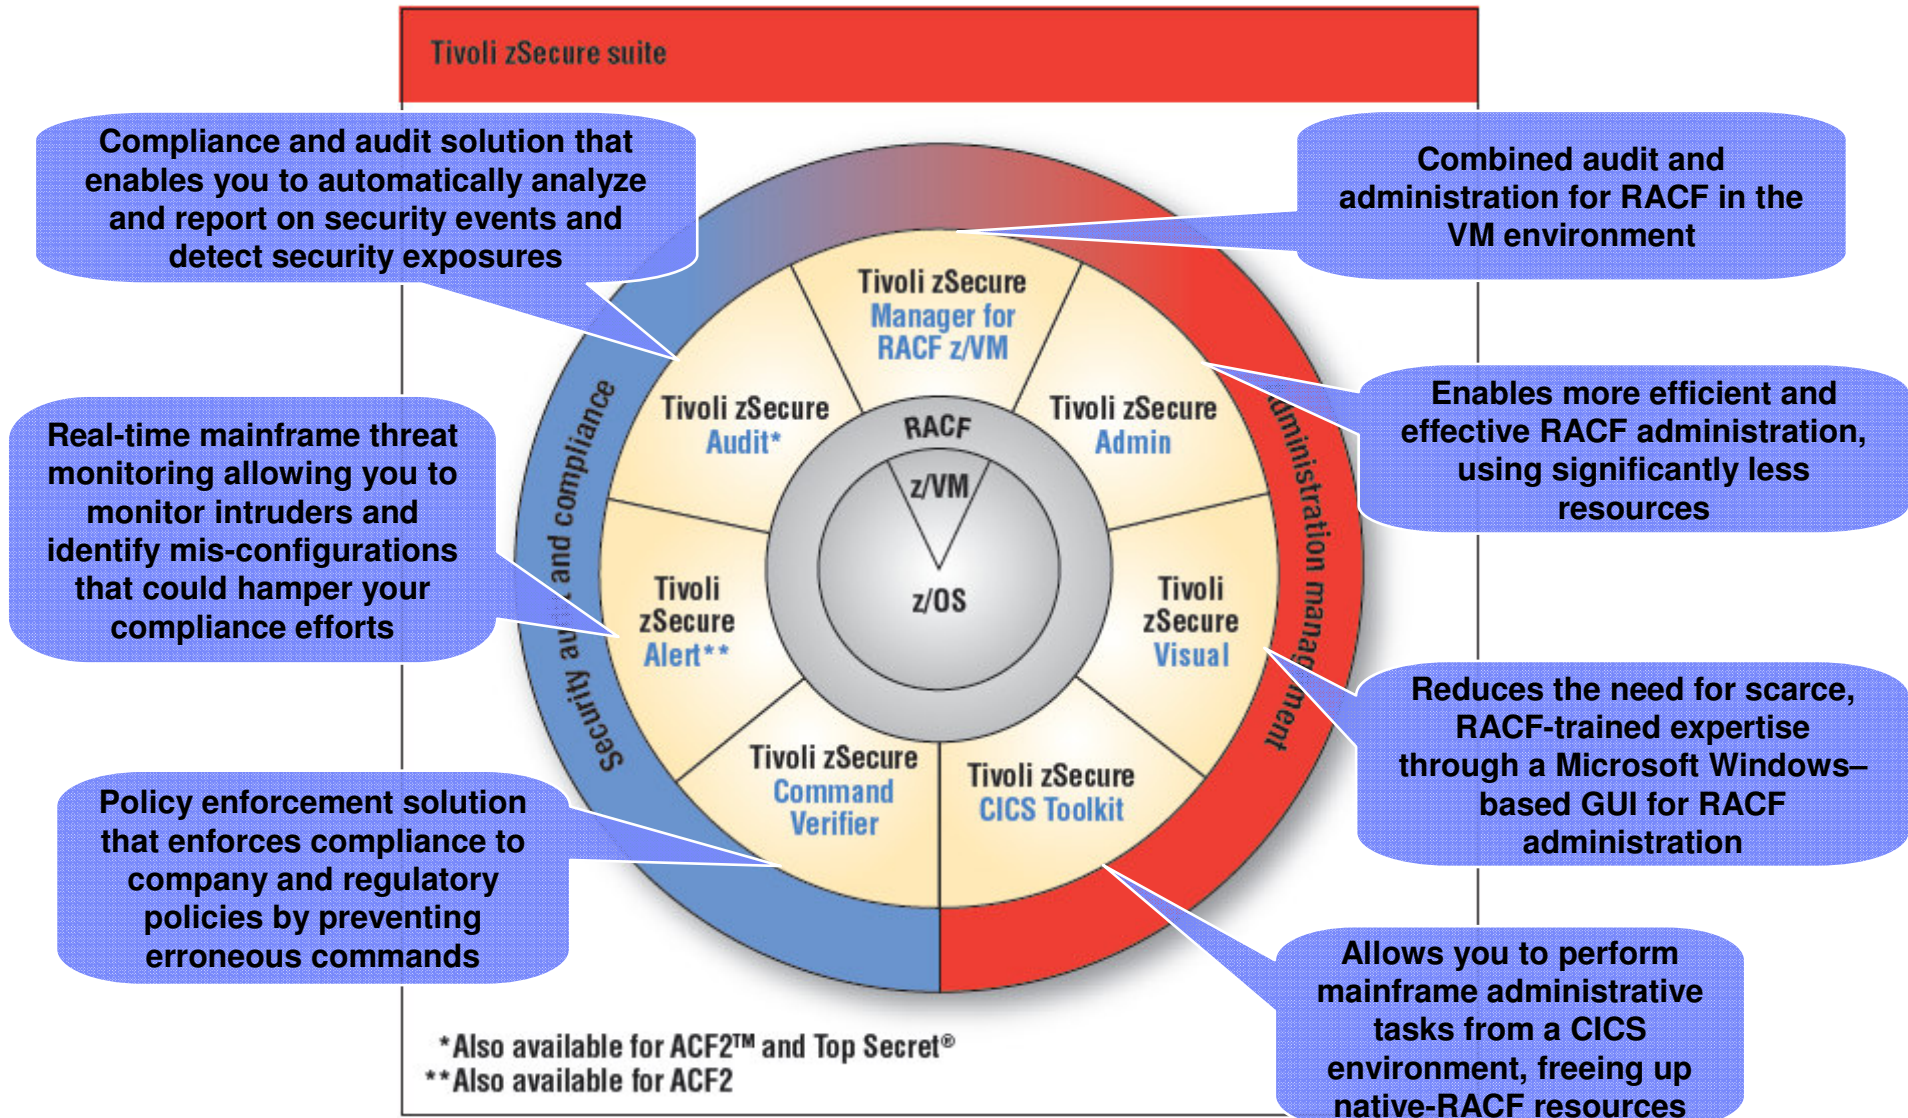 Tivoli zSecure suite
Compliance and audit solution that
enables you to automatically analyze
and report on security events and
detect security exposures
Combined audit and
administration for RACF in the
VM environment
Real-time mainframe threat
monitoring allowing you to
monitor intruders and
identify mis-configurations
that could hamper your
compliance efforts
Enables more efficient and
effective RACF administration,
using significantly less
resources
Policy enforcement solution
that enforces compliance to
company and regulatory
policies by preventing
erroneous commands
Reduces the need for scarce,
RACF-trained expertise
through a Microsoft Windows–
based GUI for RACF
administration
Allows you to perform
mainframe administrative
tasks from a CICS
environment, freeing up
native-RACF resources
Security audit and compliance
Administration management
Tivoli zSecure
Manager for
RACF z/VM
Tivoli zSecure
Audit*
Tivoli zSecure
Admin
Tivoli
zSecure
Alert**
Tivoli
zSecure
Visual
Tivoli zSecure
Command
Verifier
Tivoli zSecure
CICS Toolkit
RACF
z/VM
z/OS
*Also available for ACF2™ and Top Secret®
**Also available for ACF2